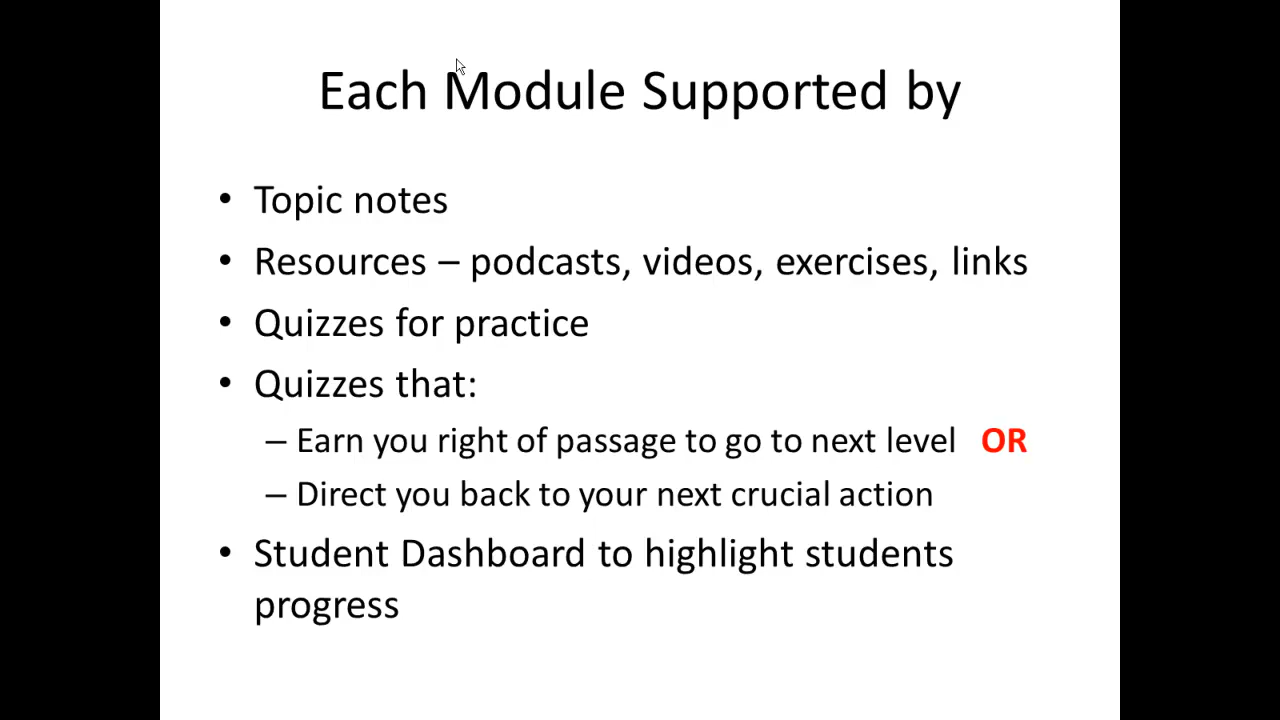 Each Module Supported by
• Topic notes
• Resources – podcasts, videos, exercises, links
• Quizzes for practice
• Quizzes that:
– Earn you right of passage to go to next level OR
– Direct you back to your next crucial action
• Student Dashboard to highlight students
progress